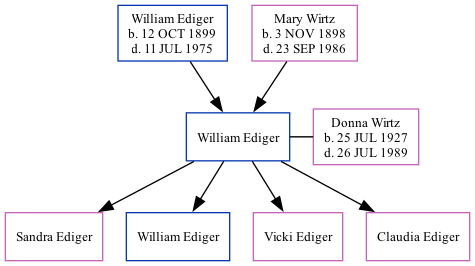 William Ediger
b. 12 OCT 1899
d. 11 JUL 1975
Mary Wirtz
b. 3 NOV 1898
d. 23 SEP 1986
William Ediger
Donna Wirtz
b. 25 JUL 1927
d. 26 JUL 1989
Sandra Ediger
William Ediger
Vicki Ediger
Claudia Ediger